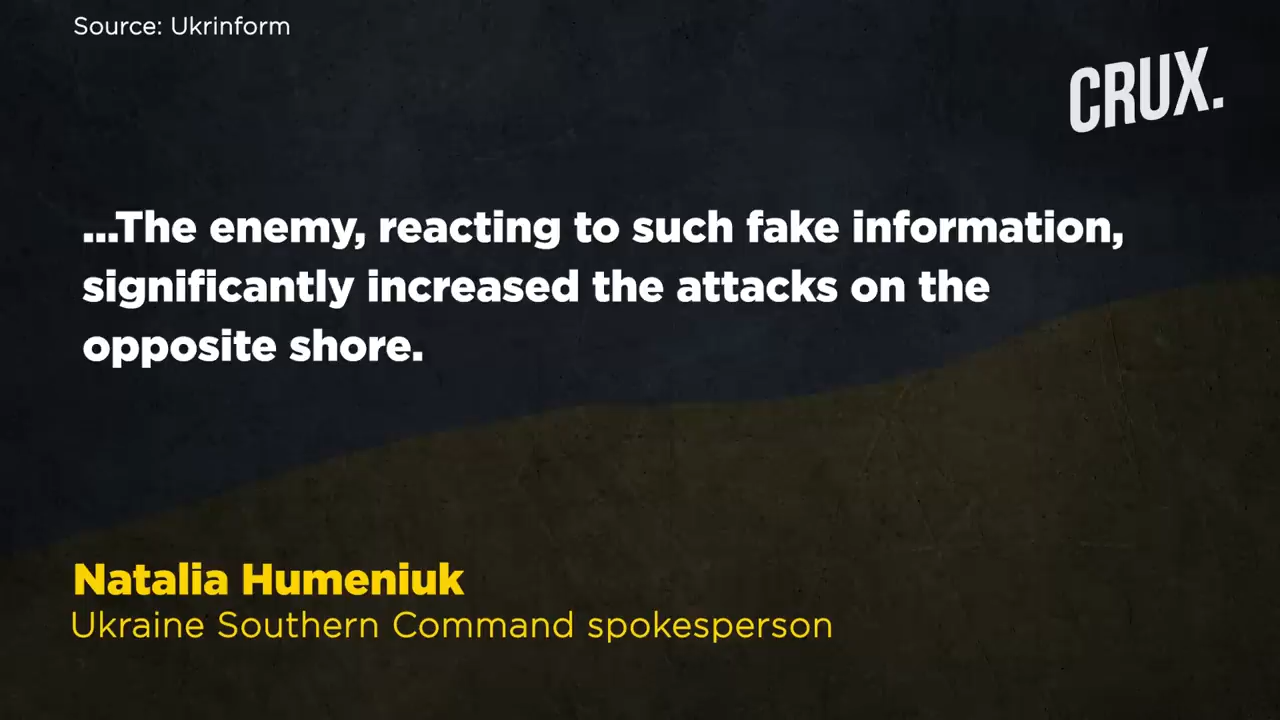 Source: Ukrinform
CRUX.
...The enemy, reacting to such fake information,
significantly increased the attacks on the
opposite shore.
Natalia Humeniuk
Ukraine Southern Command spokesperson